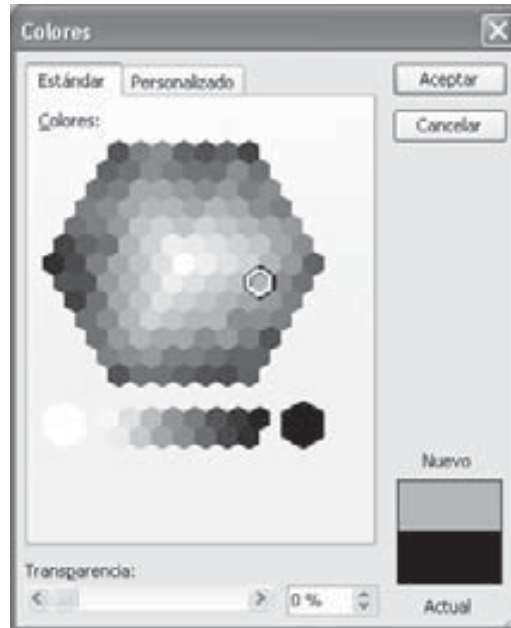 Colores
Estándar Personalizado
Aceptar
Colores:
Cancelar
Nuevo
Transparencia:
0 %
Actual